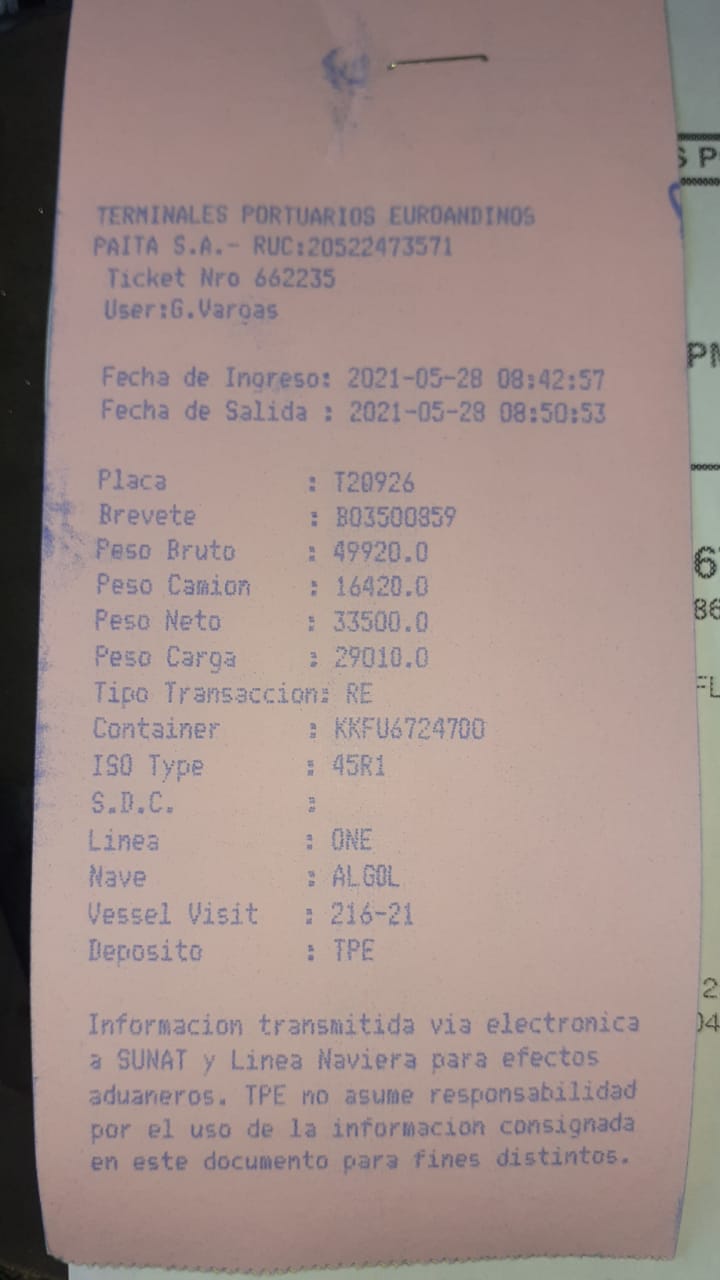 TERMINALES PORTUARIOS EUROANDINOS
PAITA S.A.- RUC:20522473571
Ticket Nro 662235
User:G.Vargas
Fecha de Ingreso: 2021-05-28 08:42:57
Fecha de Salida : 2021-05-28 08:50:53
Placa : T20926
Brevete : B03500859
Peso Bruto : 49920.0
Peso Camion : 16420.0
Peso Neto : 33500.0
Peso Carga : 29010.0
Tipo Transaccion: RE
Container : KKFU6724700
ISO Type : 45R1
S.D.C. :
Linea : ONE
Nave : ALGOL
Vessel Visit : 216-21
Deposito : TPE
Informacion transmitida via electronica
a SUNAT y Linea Naviera para efectos
aduaneros. TPE no asume responsabilidad
por el uso de la informacion consignada
en este documento para fines distintos.